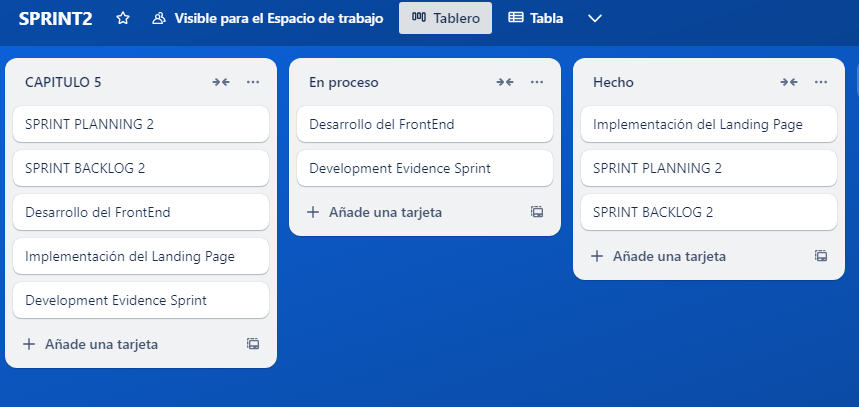 SPRINT2 Visible para el Espacio de trabajo Tablero Tabla
CAPITULO 5
SPRINT PLANNING 2
SPRINT BACKLOG 2
Desarrollo del FrontEnd
Implementación del Landing Page
Development Evidence Sprint
Añade una tarjeta
En proceso
Desarrollo del FrontEnd
Development Evidence Sprint
Añade una tarjeta
Hecho
Implementación del Landing Page
SPRINT PLANNING 2
SPRINT BACKLOG 2
Añade una tarjeta